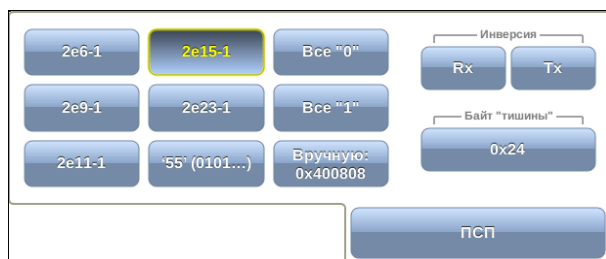 2e6-1
2e15-1
Все "0"
2e9-1
2e23-1
Все "1"
2e11-1
‘55’ (0101...)
Вручную:
0x400808
Инверсия
Rx
Tx
Байт "тишины"
0x24
ПСП